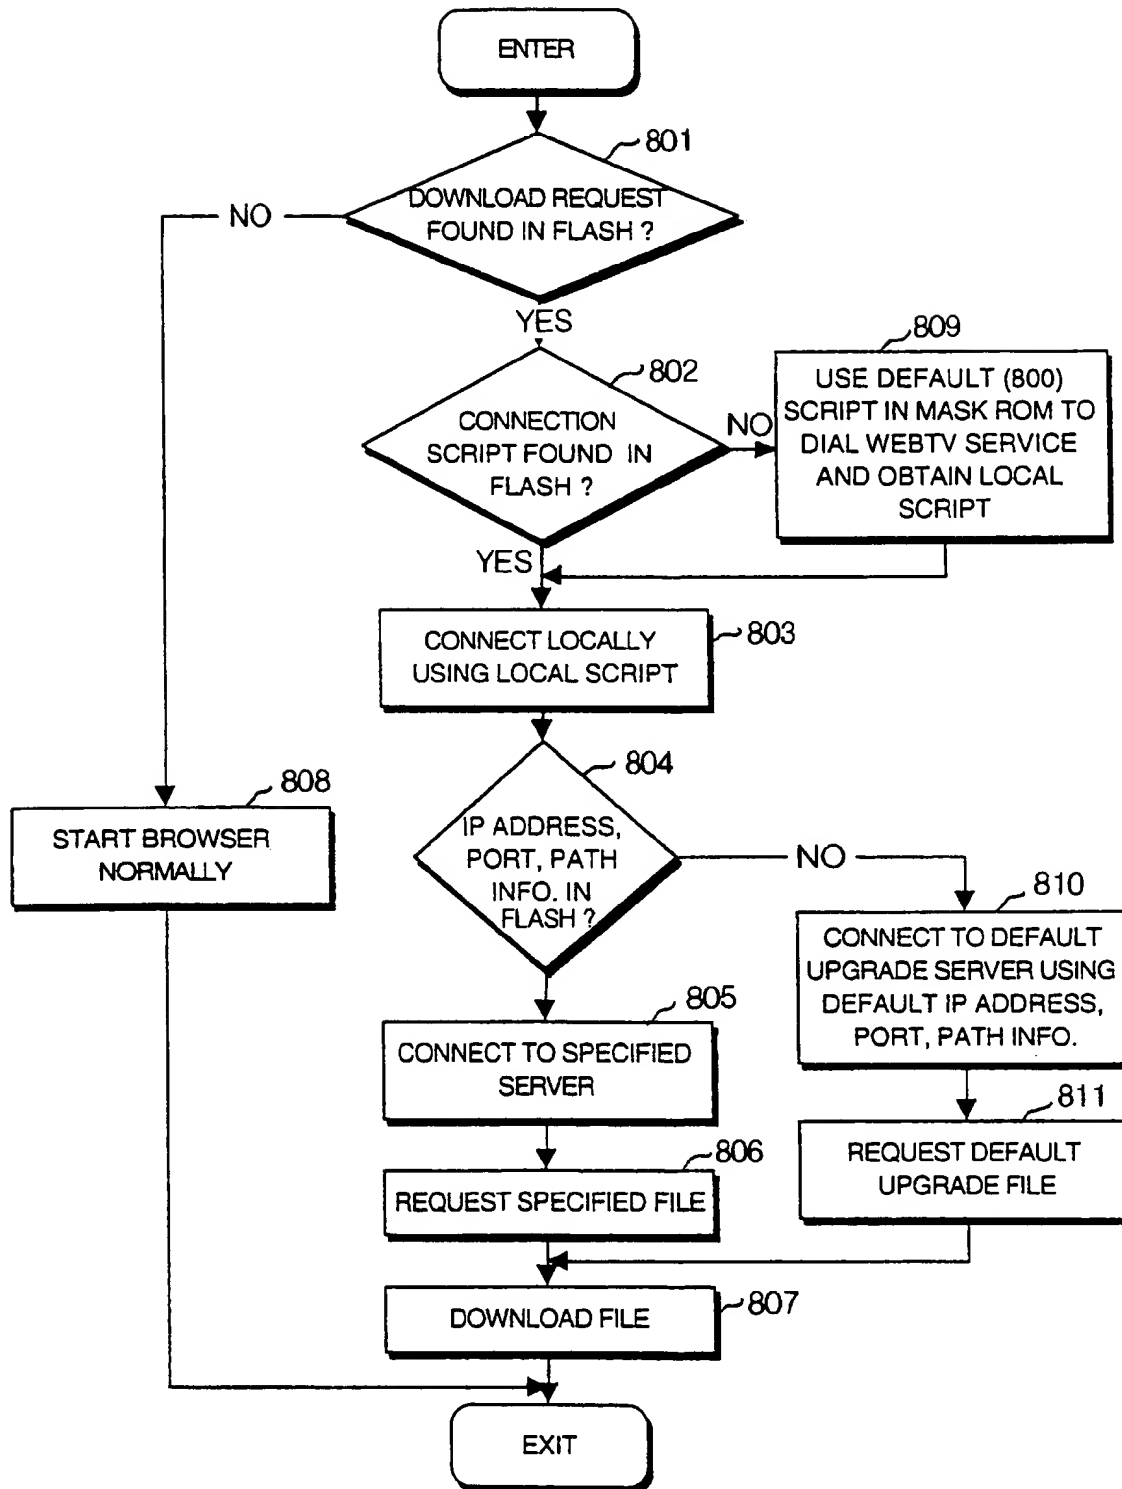 ENTER
801
DOWNLOAD REQUEST
FOUND IN FLASH ?
NO
YES
802
CONNECTION
SCRIPT FOUND IN
FLASH ?
NO
809
USE DEFAULT (800)
SCRIPT IN MASK ROM TO
DIAL WEBTV SERVICE
AND OBTAIN LOCAL
SCRIPT
YES
CONNECT LOCALLY
USING LOCAL SCRIPT
803
804
IP ADDRESS,
PORT, PATH
INFO. IN
FLASH ?
NO
808
START BROWSER
NORMALLY
810
CONNECT TO DEFAULT
UPGRADE SERVER USING
DEFAULT IP ADDRESS,
PORT, PATH INFO.
805
CONNECT TO SPECIFIED
SERVER
811
REQUEST DEFAULT
UPGRADE FILE
806
REQUEST SPECIFIED FILE
DOWNLOAD FILE
807
EXIT